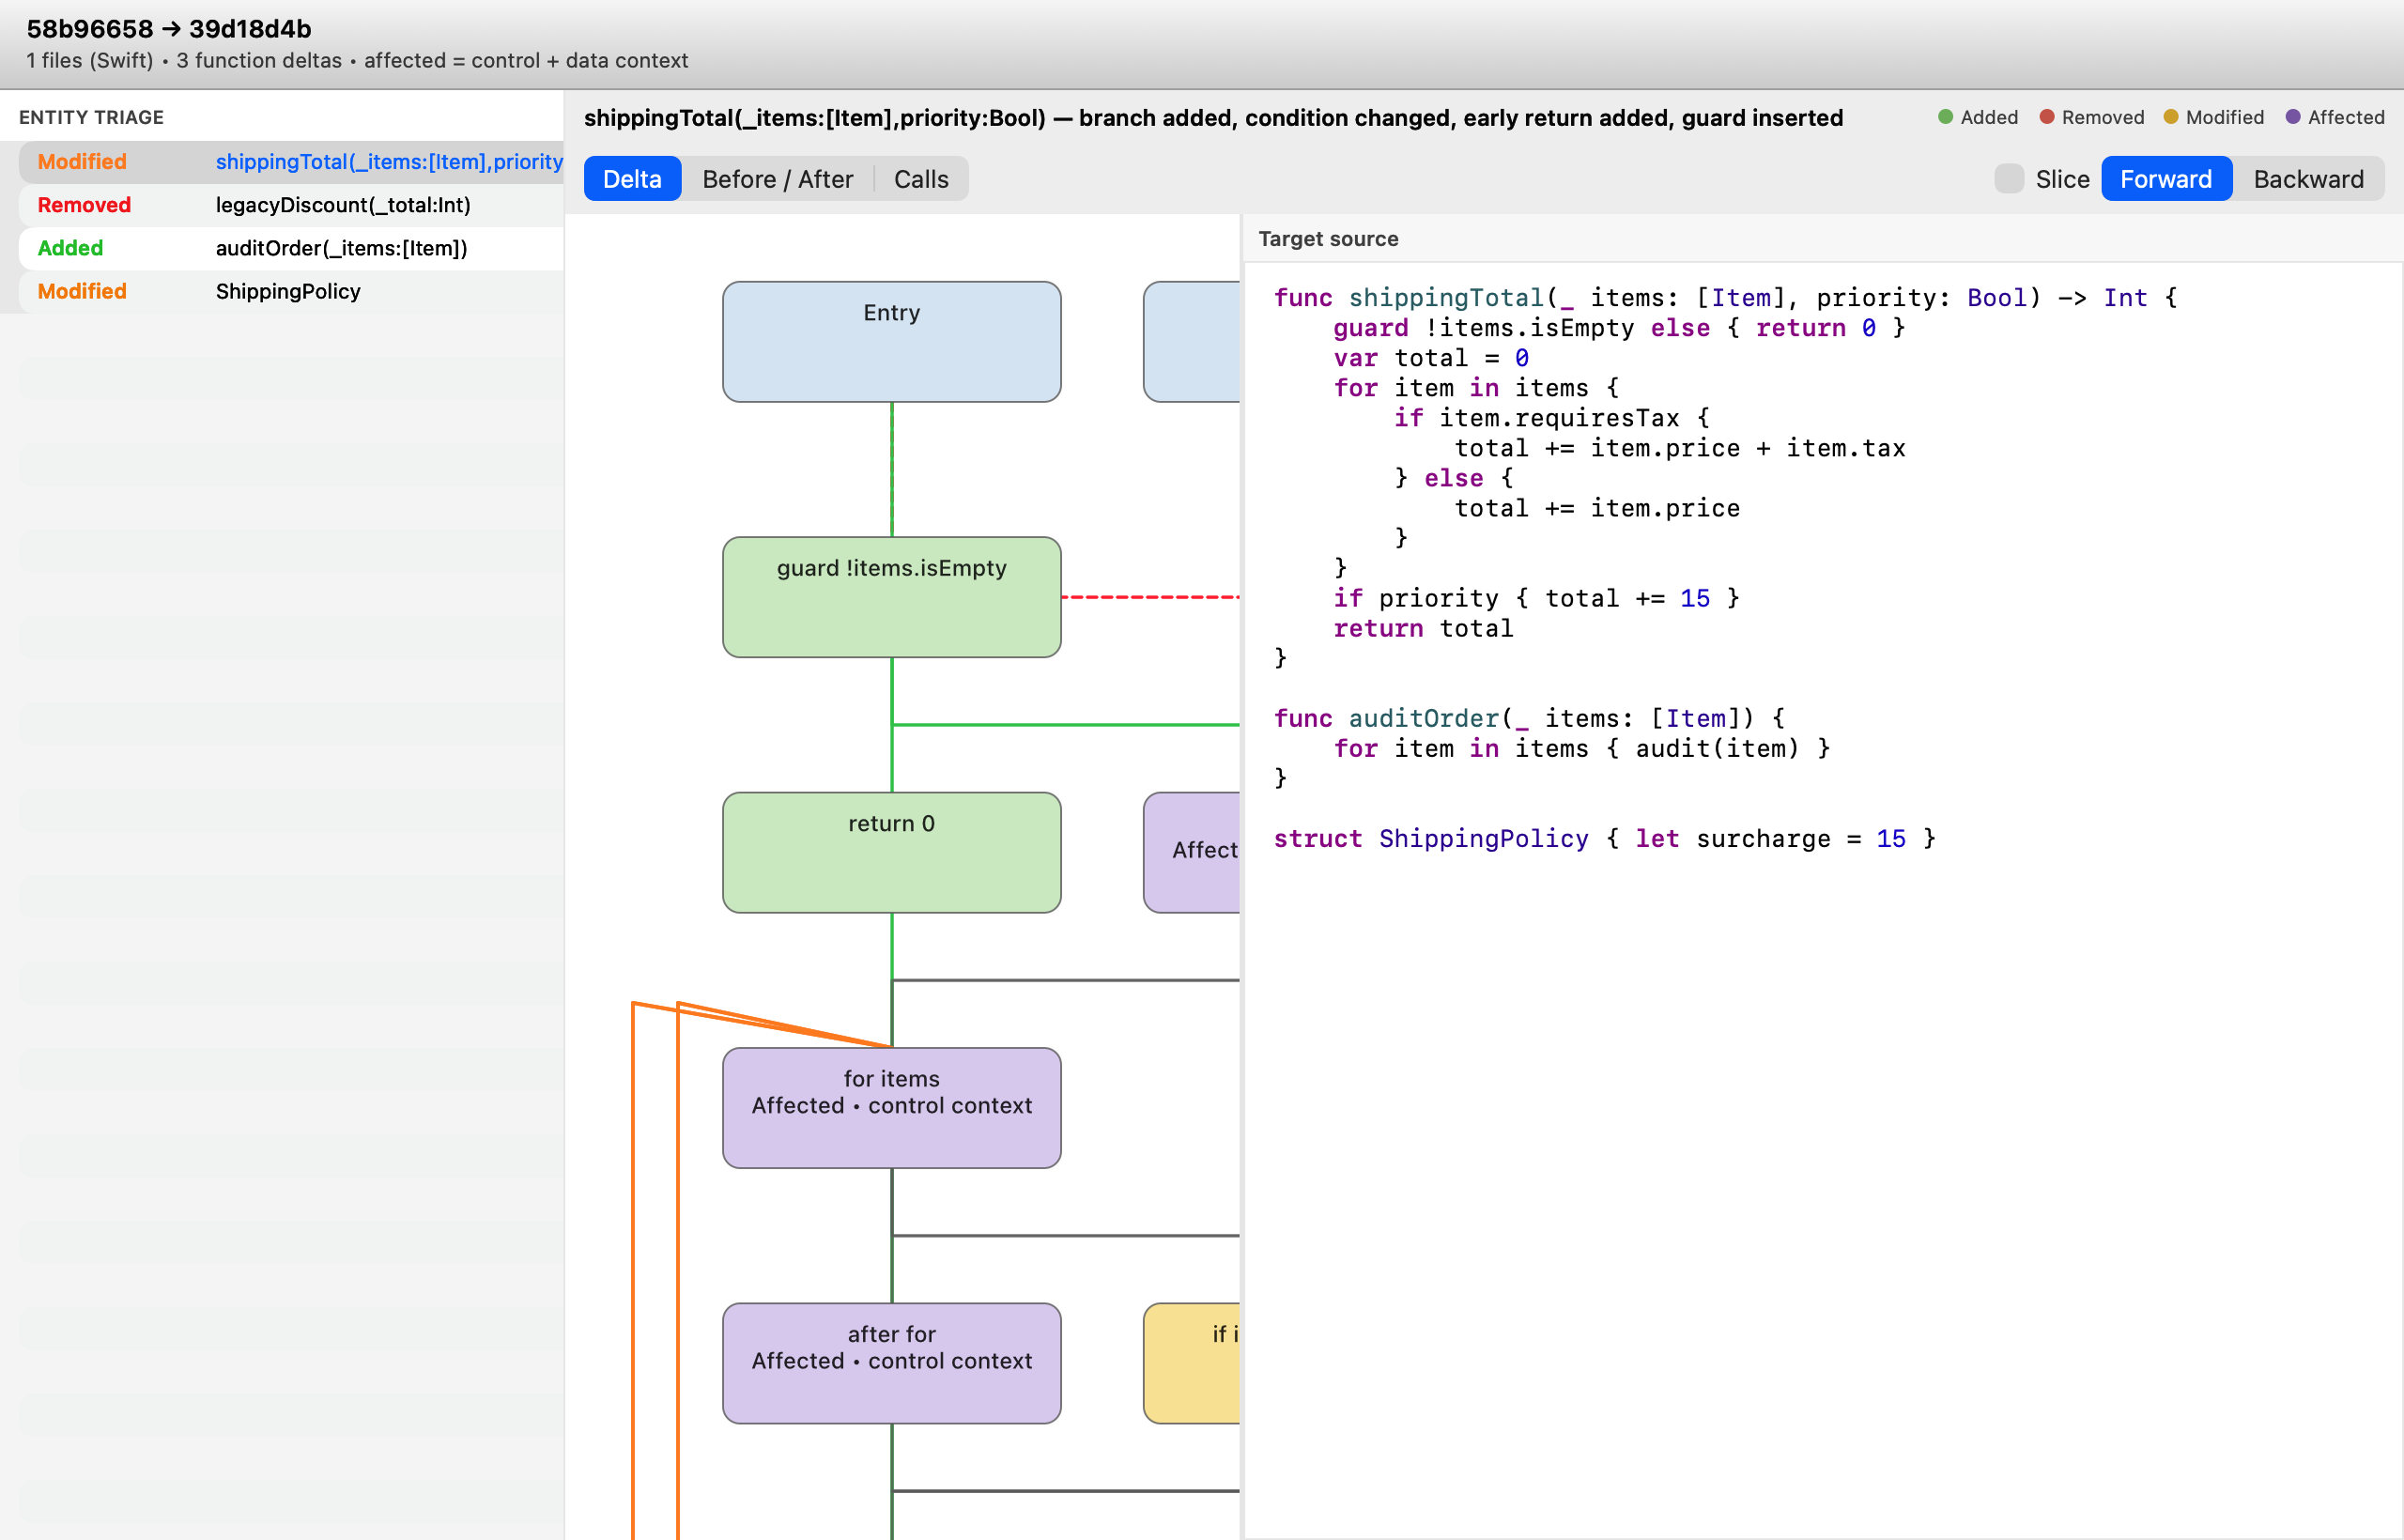 58b96658 → 39d18d4b
1 files (Swift) • 3 function deltas • affected = control + data context
ENTITY TRIAGE
Modified shippingTotal(_items:[Item],priority
Removed legacyDiscount(_total:Int)
Added auditOrder(_items:[Item])
Modified ShippingPolicy
shippingTotal(_items:[Item],priority:Bool) — branch added, condition changed, early return added, guard inserted
Added Removed Modified Affected
Delta Before / After Calls
Slice Forward Backward
Entry
guard !items.isEmpty
return 0
Affect
for items
Affected • control context
after for
Affected • control context
if i
Target source
func shippingTotal(_ items: [Item], priority: Bool) -> Int {
    guard !items.isEmpty else { return 0 }
    var total = 0
    for item in items {
        if item.requiresTax {
            total += item.price + item.tax
        } else {
            total += item.price
        }
    }
    if priority { total += 15 }
    return total
}
func auditOrder(_ items: [Item]) {
    for item in items { audit(item) }
}
struct ShippingPolicy { let surcharge = 15 }